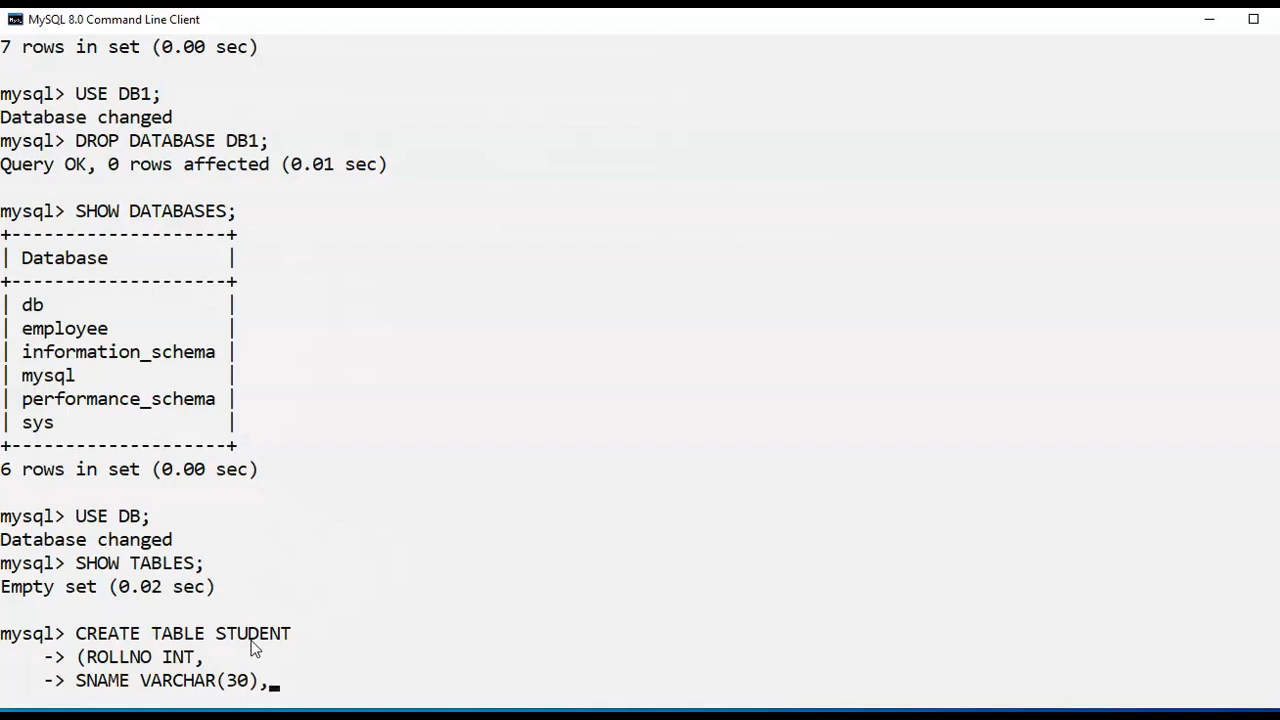 MySQL 8.0 Command Line Client
7 rows in set (0.00 sec)
mysql> USE DB1;
Database changed
mysql> DROP DATABASE DB1;
Query OK, 0 rows affected (0.01 sec)
mysql> SHOW DATABASES;
+--------------------+
| Database           |
+--------------------+
| db                 |
| employee           |
| information_schema |
| mysql              |
| performance_schema |
| sys                |
+--------------------+
6 rows in set (0.00 sec)
mysql> USE DB;
Database changed
mysql> SHOW TABLES;
Empty set (0.02 sec)
mysql> CREATE TABLE STUDENT
    -> (ROLLNO INT,
    -> SNAME VARCHAR(30),